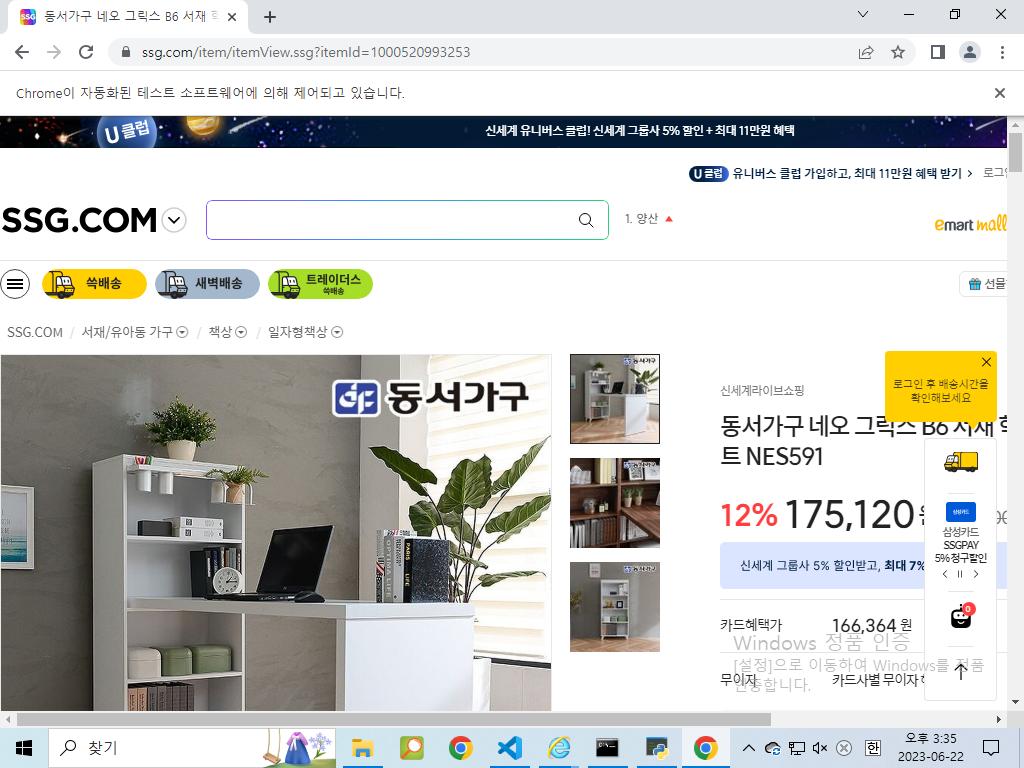 동서가구 네오 그릭스 B6 서재 책
ssg.com/item/itemView.ssg?itemId=1000520993253
Chrome이 자동화된 테스트 소프트웨어에 의해 제어되고 있습니다.
U 클럽
신세계 유니버스 클럽! 신세계 그룹사 5% 할인 + 최대 11만원 혜택
U 클럽 유니버스 클럽 가입하고, 최대 11만원 혜택 받기
로그인
SSG.COM
1. 양산
emart mall
쓱배송
새벽배송
트레이더스
쓱배송
선물
SSG.COM / 서재/유아동 가구 / 책상 / 일자형책상
동서가구
로그인 후 배송시간을
확인해보세요
신세계라이브쇼핑
동서가구 네오 그릭스 B6 서재 책
트 NES591
12% 175,120원
삼성카드
삼성카드
SSGPAY
5% 청구할인
신세계 그룹사 5% 할인받고, 최대 7%
0
카드혜택가 166,364 원
무이자 카드사별 무이자
Windows 정품 인증
[설정]으로 이동하여 Windows를 정품
인증합니다.
찾기
한
오후 3:35
2023-06-22